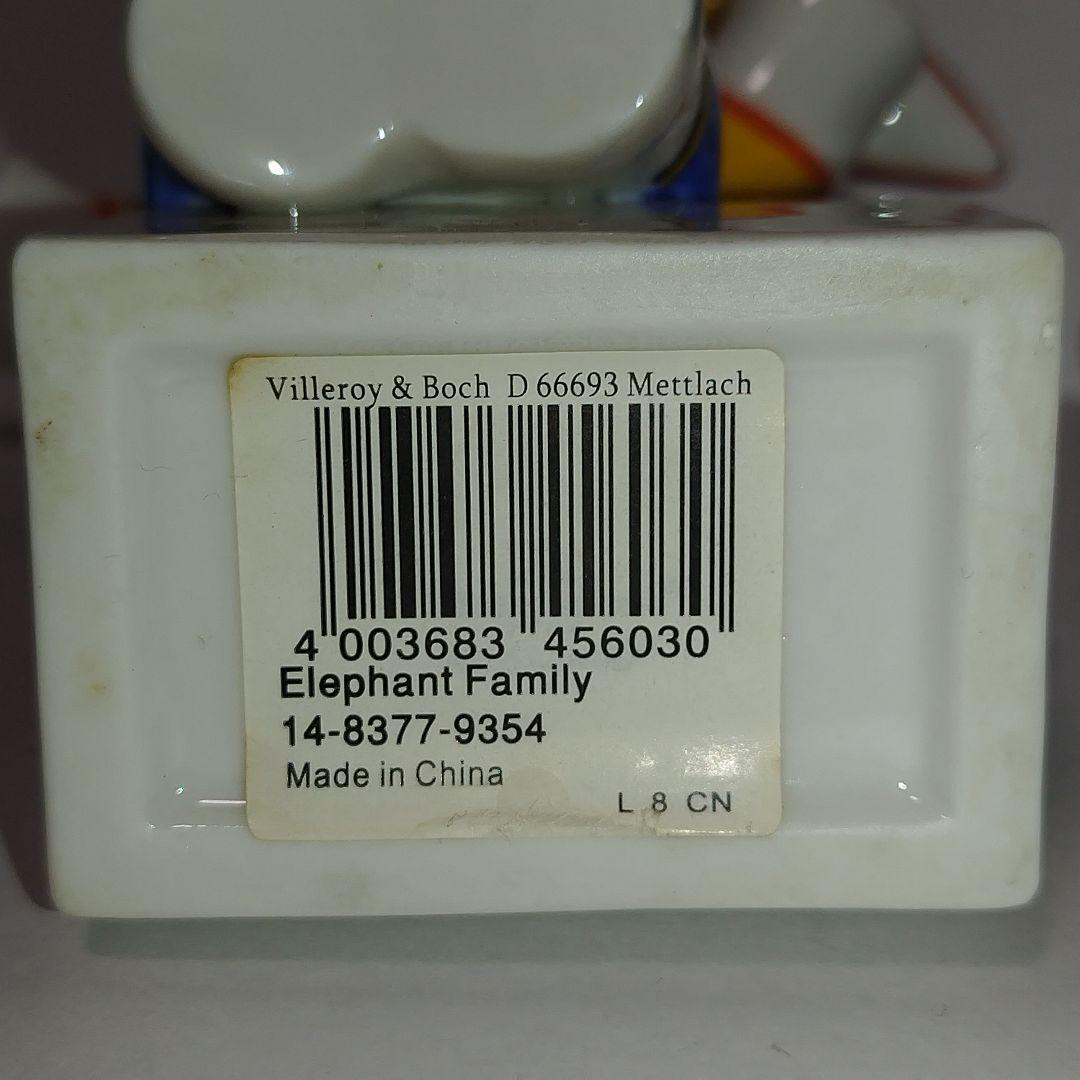 Villeroy & Boch D 66693 Mettlach
4 003683 456030
Elephant Family
14-8377-9354
Made in China
L 8 CN